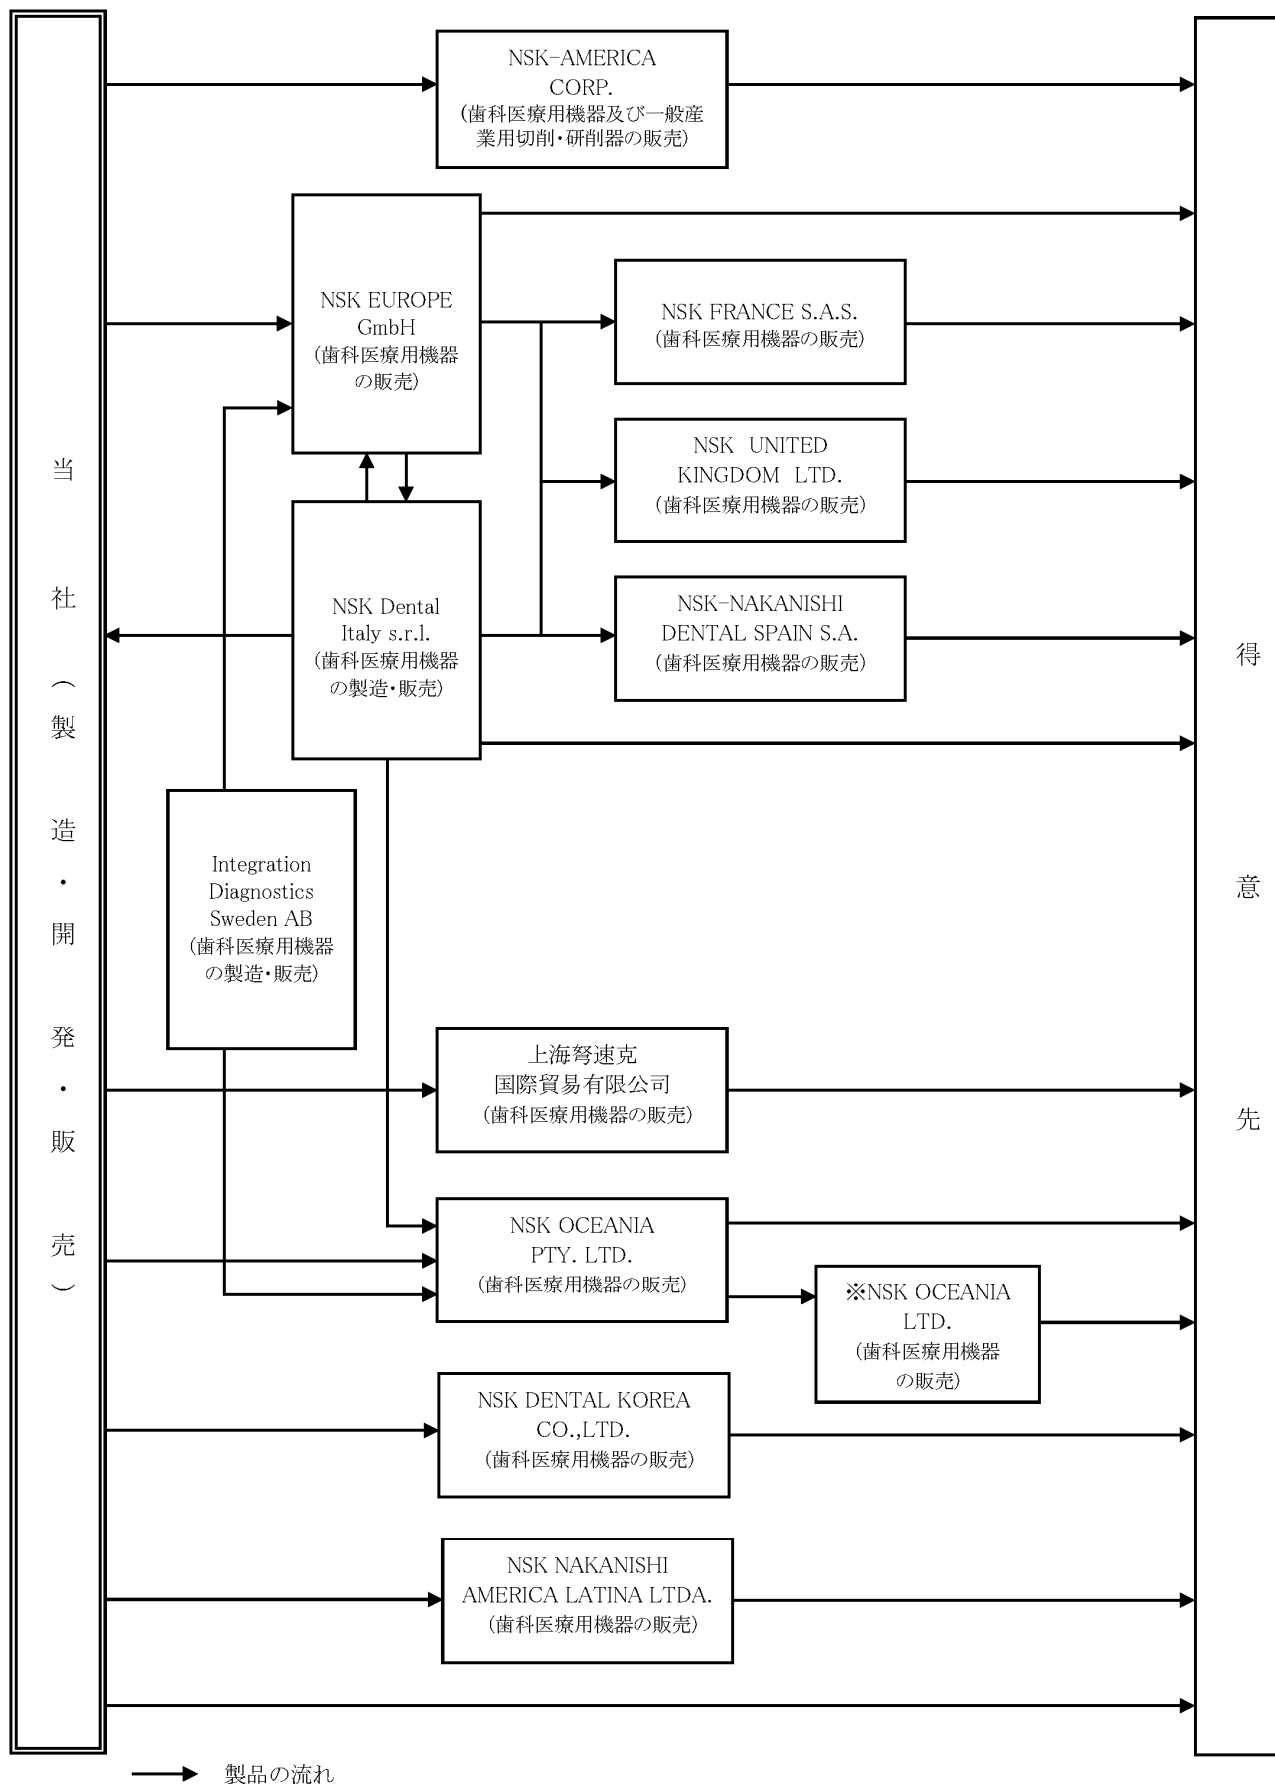 当社(製造・開発・販売)
NSK-AMERICA
CORP.
(歯科医療用機器及び一般産
業用切削・研削器の販売)
NSK EUROPE
GmbH
(歯科医療用機器
の販売)
NSK FRANCE S.A.S.
(歯科医療用機器の販売)
NSK UNITED
KINGDOM LTD.
(歯科医療用機器の販売)
NSK Dental
Italy s.r.l.
(歯科医療用機器
の製造・販売)
NSK-NAKANISHI
DENTAL SPAIN S.A.
(歯科医療用機器の販売)
Integration
Diagnostics
Sweden AB
(歯科医療用機器
の製造・販売)
上海弩速克
国際貿易有限公司
(歯科医療用機器の販売)
NSK OCEANIA
PTY. LTD.
(歯科医療用機器の販売)
※NSK OCEANIA
LTD.
(歯科医療用機器
の販売)
NSK DENTAL KOREA
CO.,LTD.
(歯科医療用機器の販売)
NSK NAKANISHI
AMERICA LATINA LTDA.
(歯科医療用機器の販売)
得意先
製品の流れ